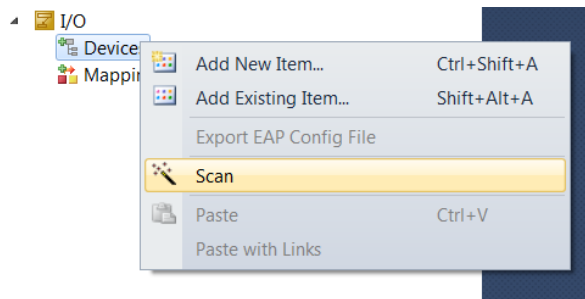 I/O
Device
Mappin
Add New Item... Ctrl+Shift+A
Add Existing Item... Shift+Alt+A
Export EAP Config File
Scan
Paste Ctrl+V
Paste with Links